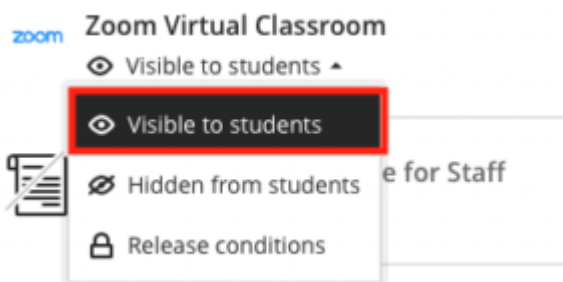 zoom
Zoom Virtual Classroom
Visible to students
Visible to students
Hidden from students
e for Staff
Release conditions